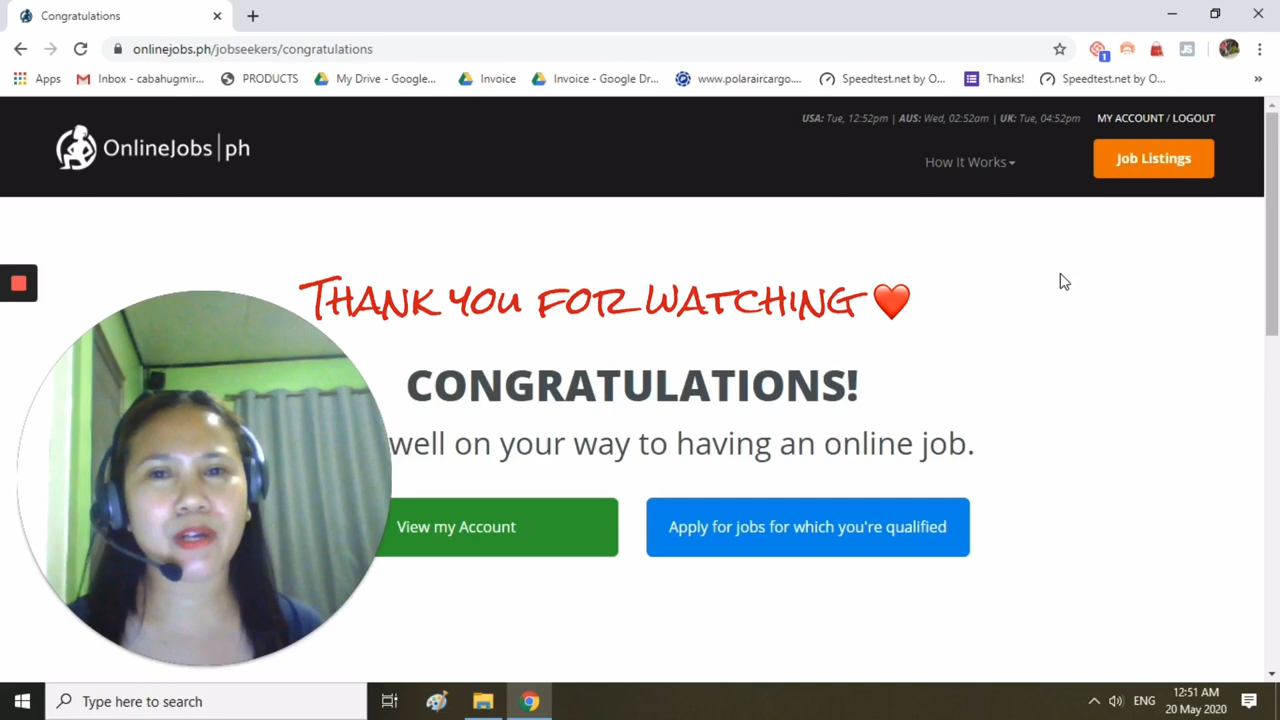 Congratulations
onlinejobs.ph/jobseekers/congratulations
1
Apps
Inbox - cabahugmir...
PRODUCTS
My Drive - Google...
Invoice
Invoice - Google Dr...
www.polaraircargo....
Speedtest.net by O...
Thanks!
Speedtest.net by O...
»
USA: Tue, 12:52pm | AUS: Wed, 02:52am | UK: Tue, 04:52pm
MY ACCOUNT / LOGOUT
OnlineJobs|ph
How It Works
Job Listings
THANK YOU FOR WATCHING ❤️
CONGRATULATIONS!
well on your way to having an online job.
View my Account
Apply for jobs for which you're qualified
Type here to search
ENG
12:51 AM
20 May 2020